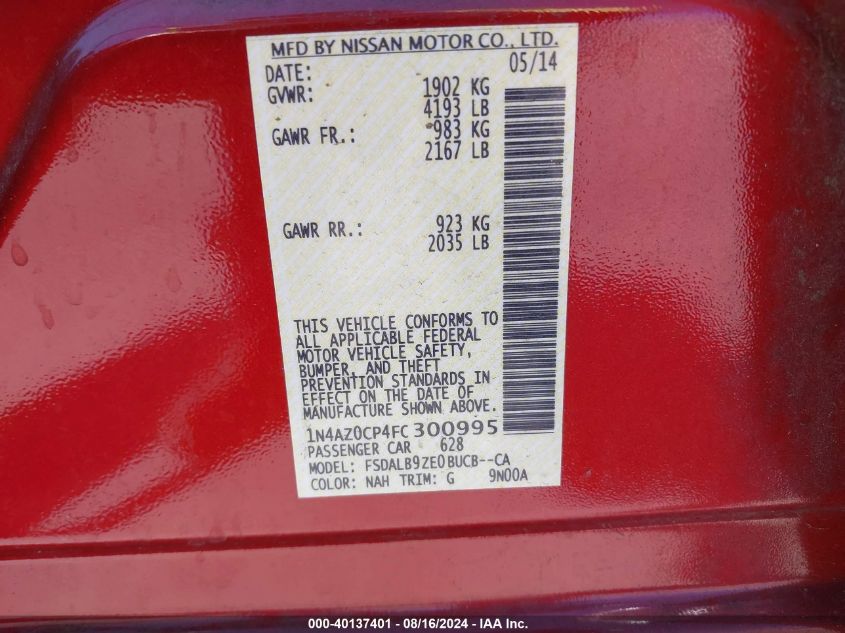 MFD BY NISSAN MOTOR CO., LTD.
DATE: 05/14
GVWR: 1902 KG
4193 LB
GAWR FR.: 983 KG
2167 LB
GAWR RR.: 923 KG
2035 LB
THIS VEHICLE CONFORMS TO
ALL APPLICABLE FEDERAL
MOTOR VEHICLE SAFETY,
BUMPER, AND THEFT
PREVENTION STANDARDS IN
EFFECT ON THE DATE OF
MANUFACTURE SHOWN ABOVE.
1N4AZ0CP4FC300995
PASSENGER CAR 628
MODEL: FSDALB9ZE0BUCB--CA
COLOR: NAH TRIM: G 9N00A
000-40137401 - 08/16/2024 - IAA Inc.